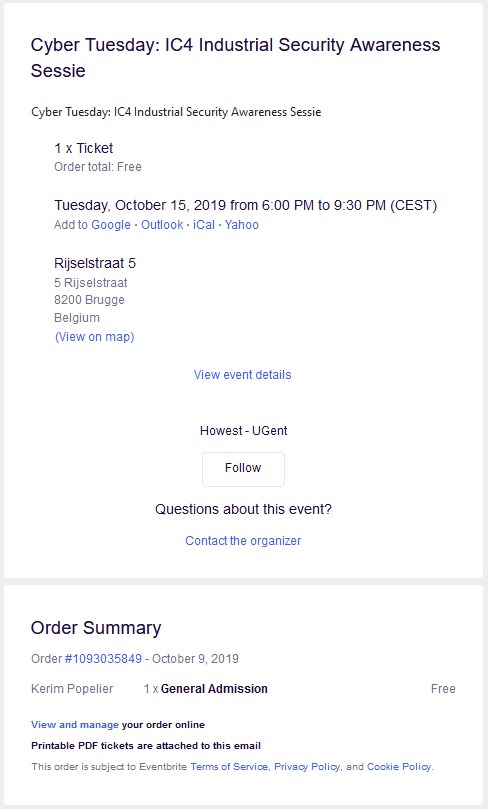 Cyber Tuesday: IC4 Industrial Security Awareness
Sessie
Cyber Tuesday: IC4 Industrial Security Awareness Sessie
1 x Ticket
Order total: Free
Tuesday, October 15, 2019 from 6:00 PM to 9:30 PM (CEST)
Add to Google · Outlook · iCal · Yahoo
Rijselstraat 5
5 Rijselstraat
8200 Brugge
Belgium
(View on map)
View event details
Howest - UGent
Follow
Questions about this event?
Contact the organizer
Order Summary
Order #1093035849 - October 9, 2019
Kerim Popelier 1 x General Admission Free
View and manage your order online
Printable PDF tickets are attached to this email
This order is subject to Eventbrite Terms of Service, Privacy Policy, and Cookie Policy.